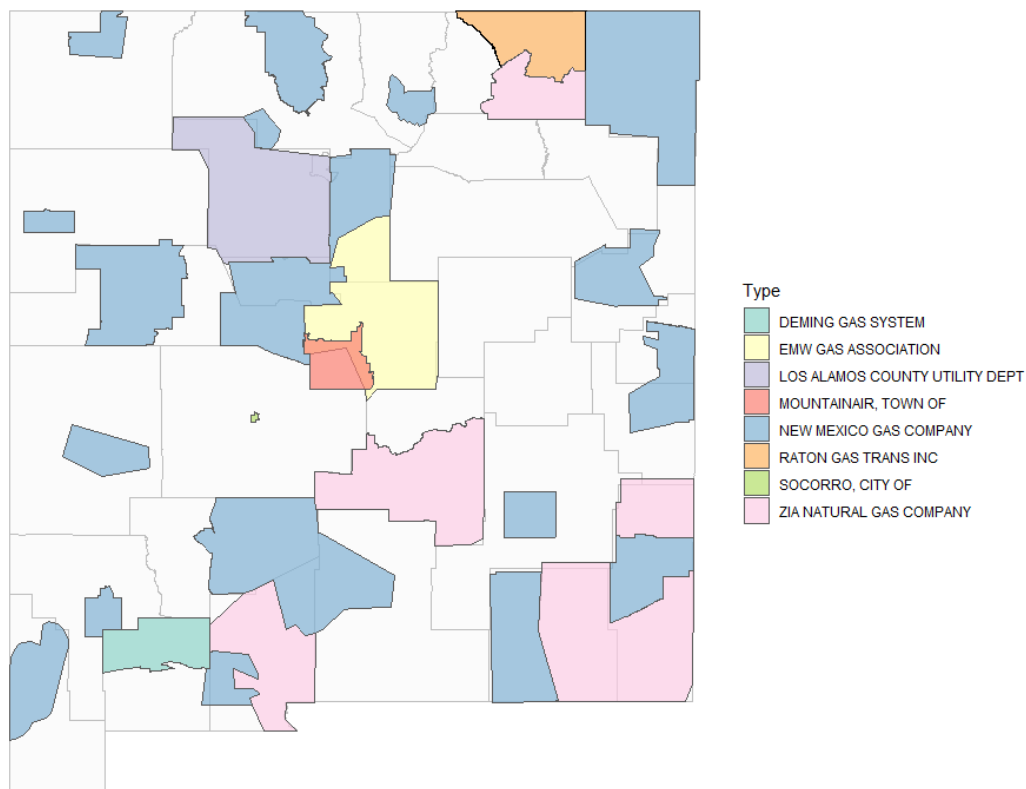 Type
DEMING GAS SYSTEM
EMW GAS ASSOCIATION
LOS ALAMOS COUNTY UTILITY DEPT
MOUNTAINAIR, TOWN OF
NEW MEXICO GAS COMPANY
RATON GAS TRANS INC
SOCORRO, CITY OF
ZIA NATURAL GAS COMPANY